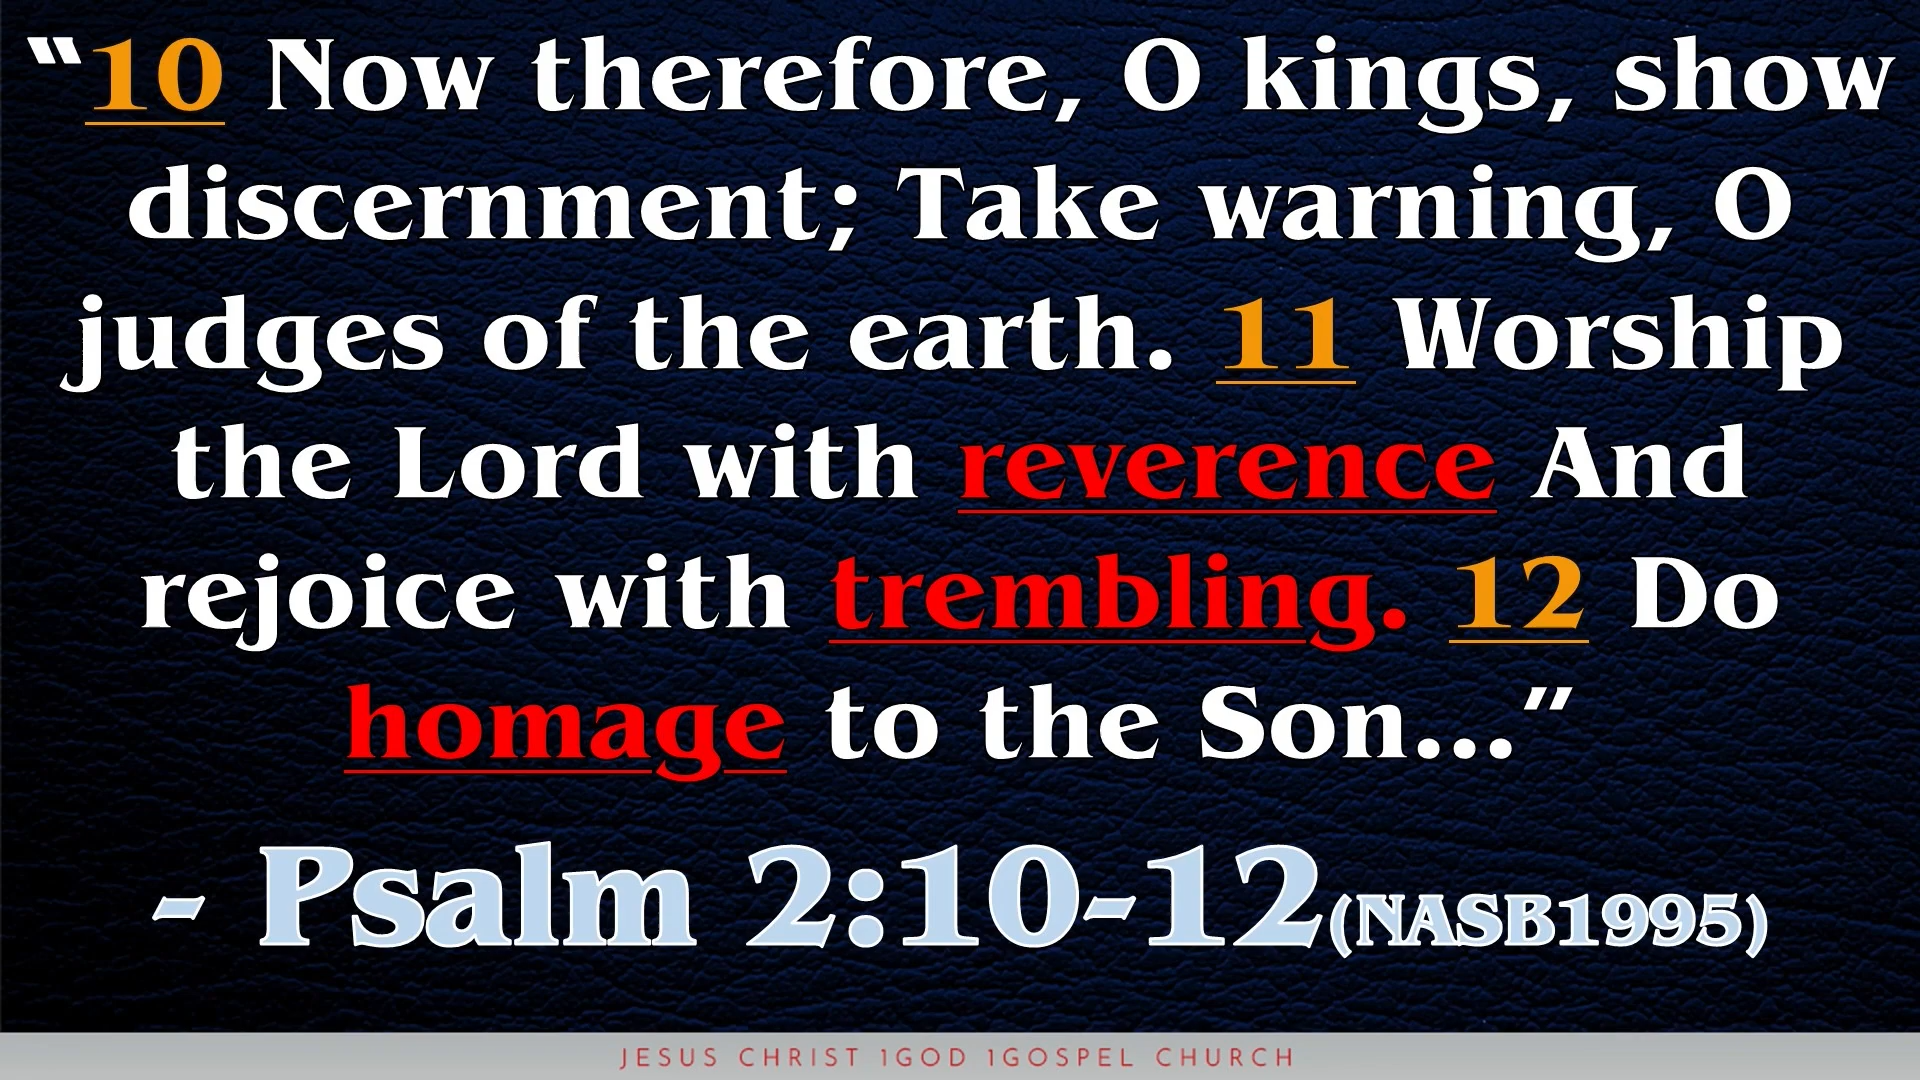 “10 Now therefore, O kings, show
discernment; Take warning, O
judges of the earth. 11 Worship
the Lord with reverence And
rejoice with trembling. 12 Do
homage to the Son...”
- Psalm 2:10-12(NASB1995)
JESUS CHRIST 1GOD 1GOSPEL CHURCH